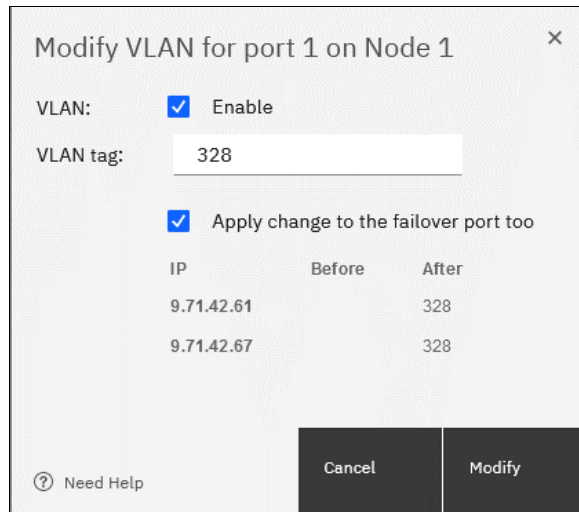 Modify VLAN for port 1 on Node 1
VLAN: Enable
VLAN tag: 328
Apply change to the failover port too
IP Before After
9.71.42.61 328
9.71.42.67 328
Need Help Cancel Modify